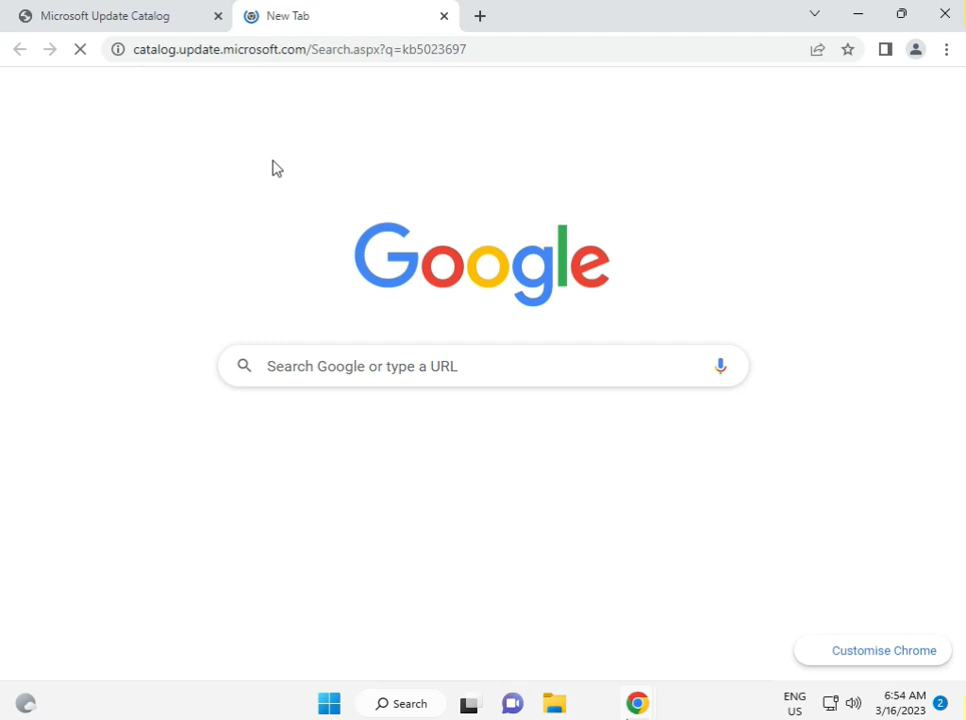 Microsoft Update Catalog
New Tab
catalog.update.microsoft.com/Search.aspx?q=kb5023697
Google
Search Google or type a URL
Customise Chrome
Search
ENG
US
6:54 AM
3/16/2023
2